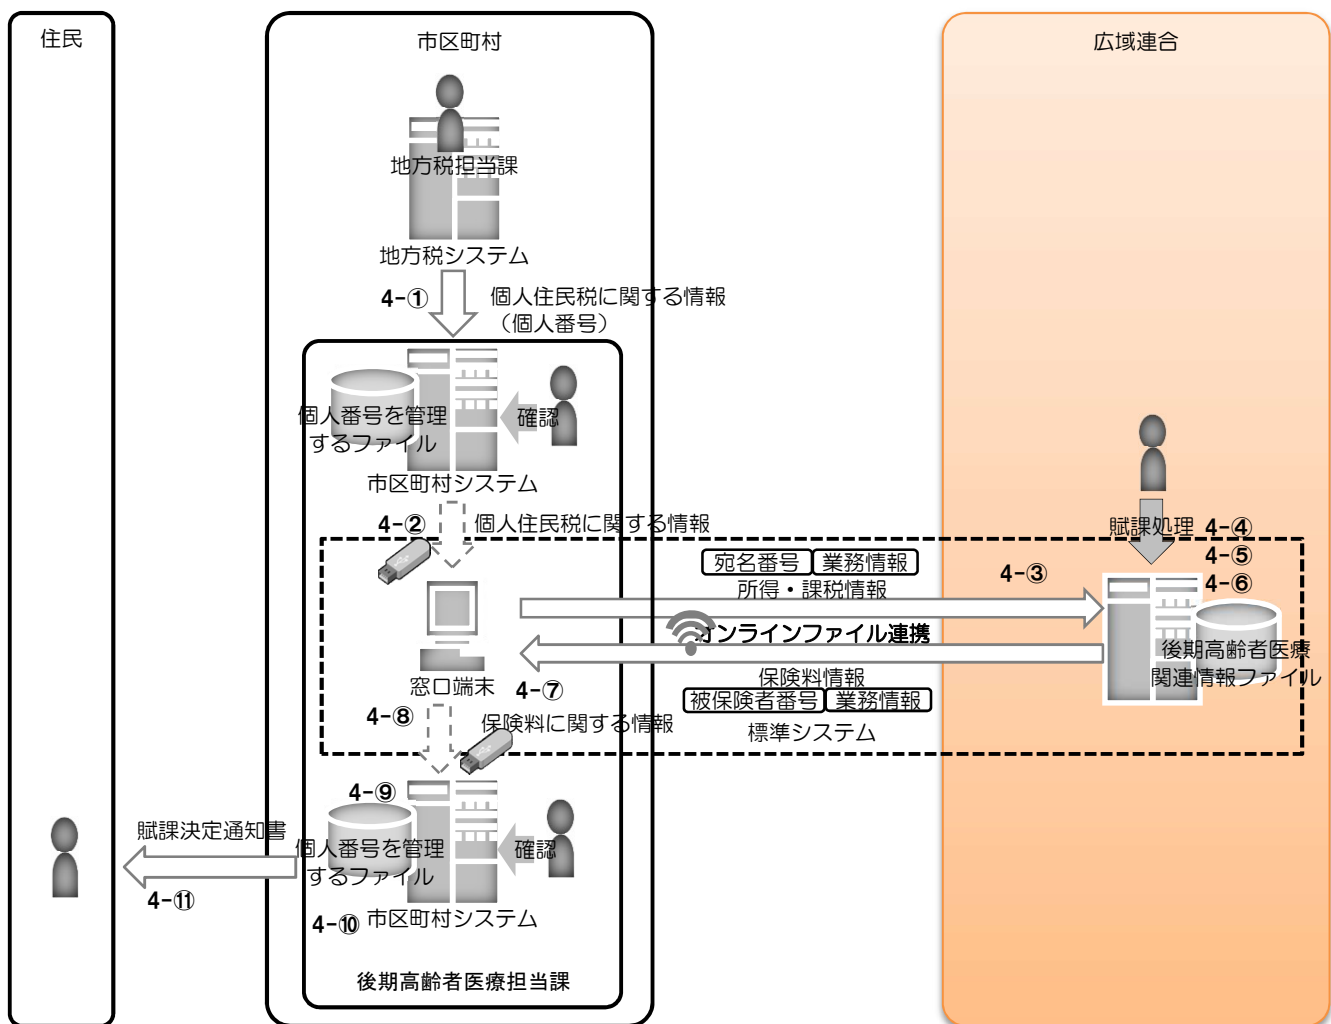 住民
市区町村
広域連合
地方税担当課
地方税システム
4-①
個人住民税に関する情報
（個人番号）
個人番号を管理
するファイル
確認
市区町村システム
4-②
個人住民税に関する情報
賦課処理
4-④
4-⑤
4-⑥
宛名番号
業務情報
4-③
所得・課税情報
オンラインファイル連携
後期高齢者医療
関連情報ファイル
窓口端末
4-⑦
保険料情報
被保険者番号
業務情報
4-⑧
保険料に関する情報
標準システム
4-⑨
賦課決定通知書
個人番号を管理
するファイル
確認
4-⑪
4-⑩
市区町村システム
後期高齢者医療担当課